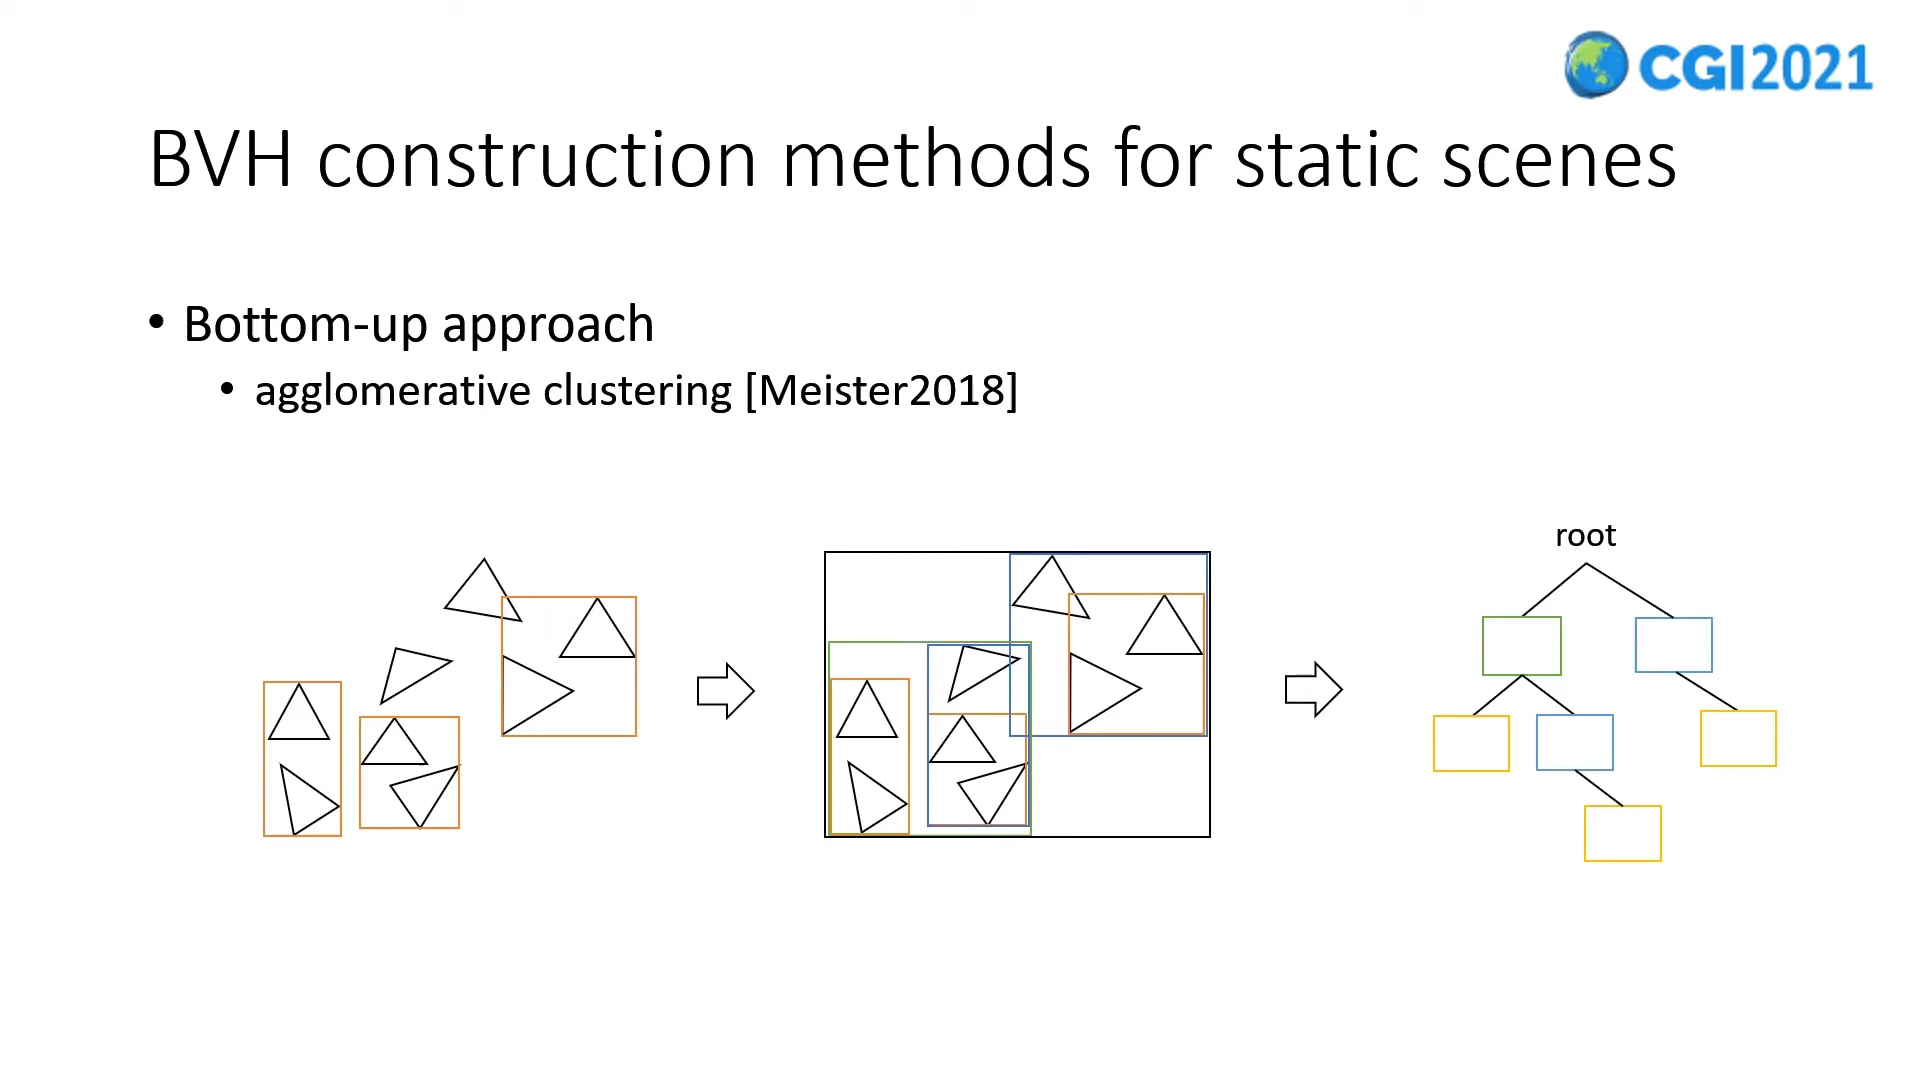 CGI2021
BVH construction methods for static scenes
• Bottom-up approach
• agglomerative clustering [Meister2018]
root